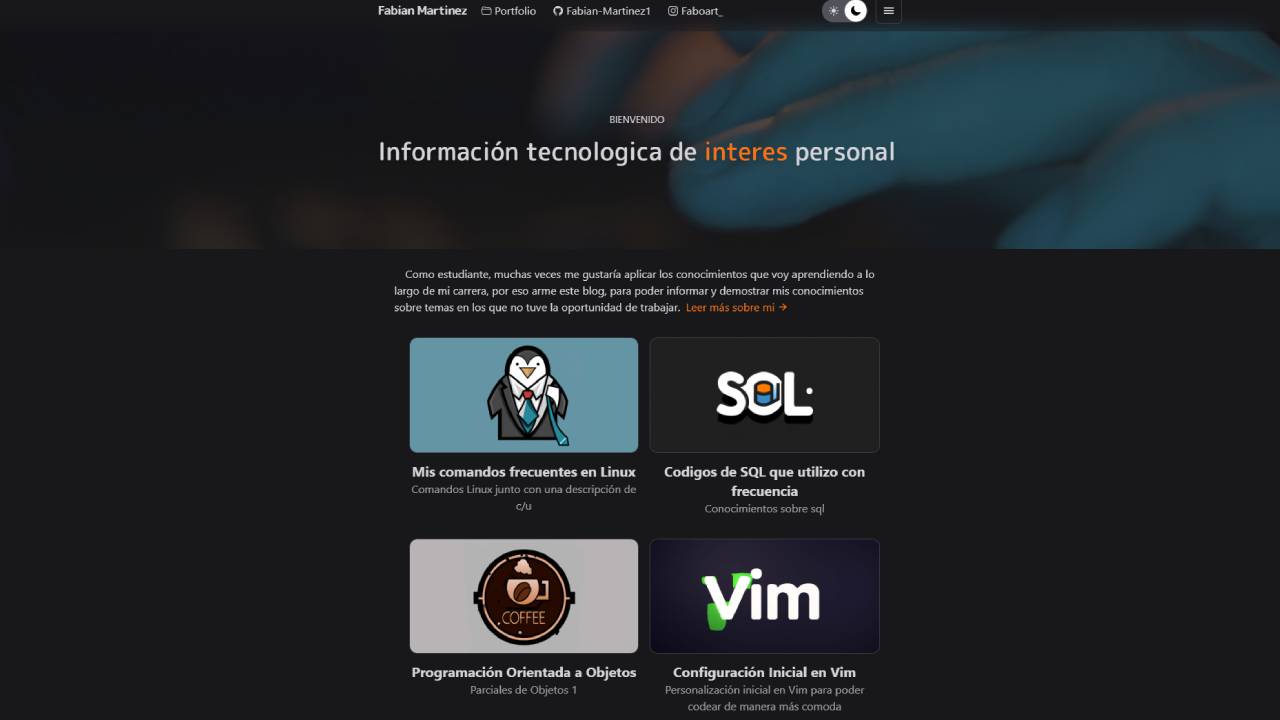 Fabian Martinez Portfolio Fabian-Martinez1 Faboart_
BIENVENIDO
Información tecnologica de interes personal
Como estudiante, muchas veces me gustaría aplicar los conocimientos que voy aprendiendo a lo
largo de mi carrera, por eso arme este blog, para poder informar y demostrar mis conocimientos
sobre temas en los que no tuve la oportunidad de trabajar. Leer más sobre mi →
SQL
Mis comandos frecuentes en Linux
Comandos Linux junto con una descripción de
c/u
Codigos de SQL que utilizo con
frecuencia
Conocimientos sobre sql
COFFEE
Vim
Programación Orientada a Objetos
Parciales de Objetos 1
Configuración Inicial en Vim
Personalización inicial en Vim para poder
codear de manera más comoda